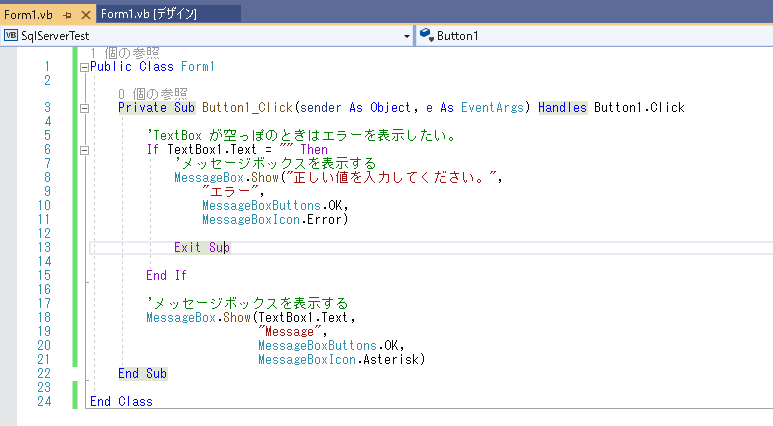 Form1.vb Form1.vb [デザイン]
VB SqlServerTest Button1
1 個の参照
1 Public Class Form1
2
0 個の参照
3 Private Sub Button1_Click(sender As Object, e As EventArgs) Handles Button1.Click
4
5 'TextBox が空っぽのときはエラーを表示したい。
6 If TextBox1.Text = "" Then
7 'メッセージボックスを表示する
8 MessageBox.Show("正しい値を入力してください。",
9 "エラー",
10 MessageBoxButtons.OK,
11 MessageBoxIcon.Error)
12
13 Exit Sub
14
15 End If
16
17 'メッセージボックスを表示する
18 MessageBox.Show(TextBox1.Text,
19 "Message",
20 MessageBoxButtons.OK,
21 MessageBoxIcon.Asterisk)
22 End Sub
23
24 End Class